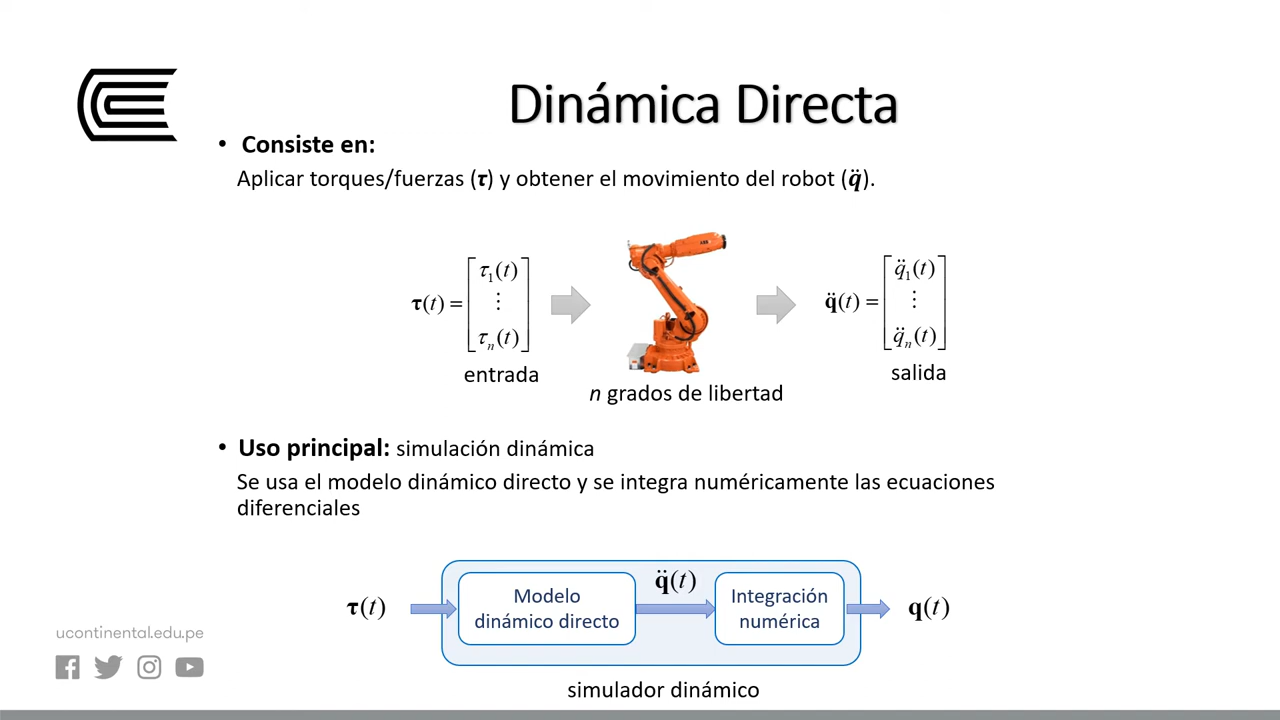 Dinámica Directa
• Consiste en:
Aplicar torques/fuerzas (τ) y obtener el movimiento del robot (q̈).
τ(t) = [τ₁(t) ⋮ τₙ(t)]
q̈(t) = [q̈₁(t) ⋮ q̈ₙ(t)]
entrada
n grados de libertad
salida
• Uso principal: simulación dinámica
Se usa el modelo dinámico directo y se integra numéricamente las ecuaciones
diferenciales
τ(t)
Modelo
dinámico directo
q̈(t)
Integración
numérica
q(t)
simulador dinámico
ucontinental.edu.pe